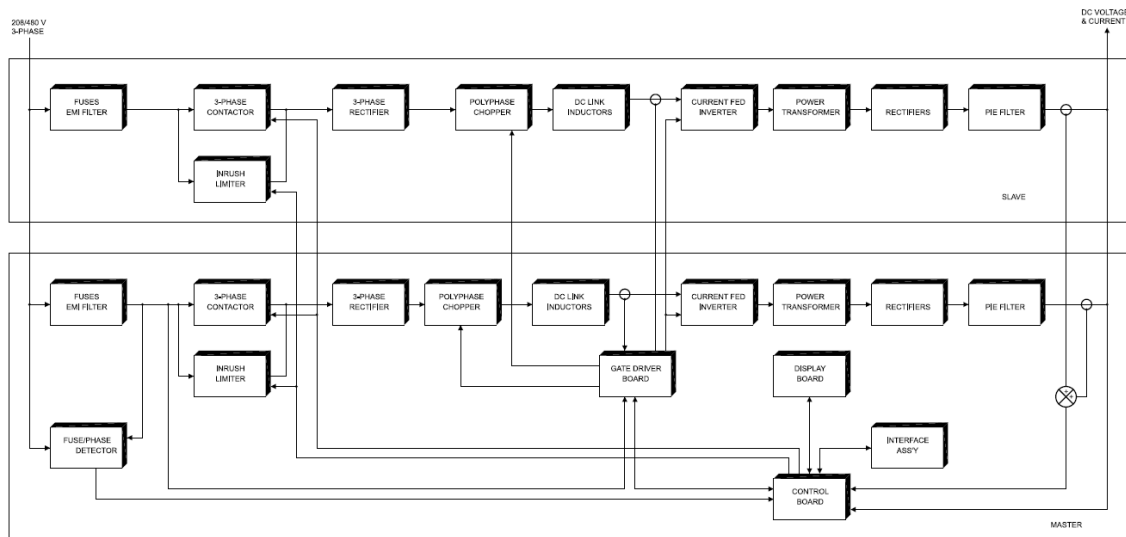 208/480 V
3-PHASE
DC VOLTAGE
& CURRENT
FUSES
EMI FILTER
3-PHASE
CONTACTOR
3-PHASE
RECTIFIER
POLYPHASE
CHOPPER
DC LINK
INDUCTORS
CURRENT FED
INVERTER
POWER
TRANSFORMER
RECTIFIERS
PIE FILTER
INRUSH
LIMITER
SLAVE
FUSES
EMI FILTER
3-PHASE
CONTACTOR
3-PHASE
RECTIFIER
POLYPHASE
CHOPPER
DC LINK
INDUCTORS
CURRENT FED
INVERTER
POWER
TRANSFORMER
RECTIFIERS
PIE FILTER
INRUSH
LIMITER
GATE DRIVER
BOARD
DISPLAY
BOARD
+
+
FUSE/PHASE
DETECTOR
INTERFACE
ASS'Y
CONTROL
BOARD
MASTER